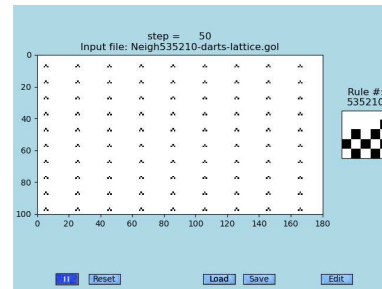 step =     50
Input file: Neigh535210-darts-lattice.gol
Rule #:
535210
0
20
40
60
80
100
0 20 40 60 80 100 120 140 160 180
II Reset Load Save Edit